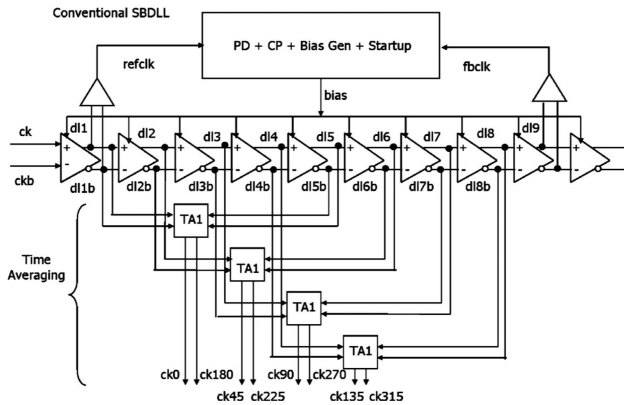 Conventional SBDLL
PD + CP + Bias Gen + Startup
refclk
fbclk
bias
ck
ckb
dl1
dl2
dl3
dl4
dl5
dl6
dl7
dl8
dl9
+ + + + + + + + + +
- - - - - - - - - -
dl1b
dl2b
dl3b
dl4b
dl5b
dl6b
dl7b
dl8b
Time
Averaging
TA1
TA1
TA1
TA1
ck0
ck180
ck45
ck225
ck90
ck270
ck135
ck315